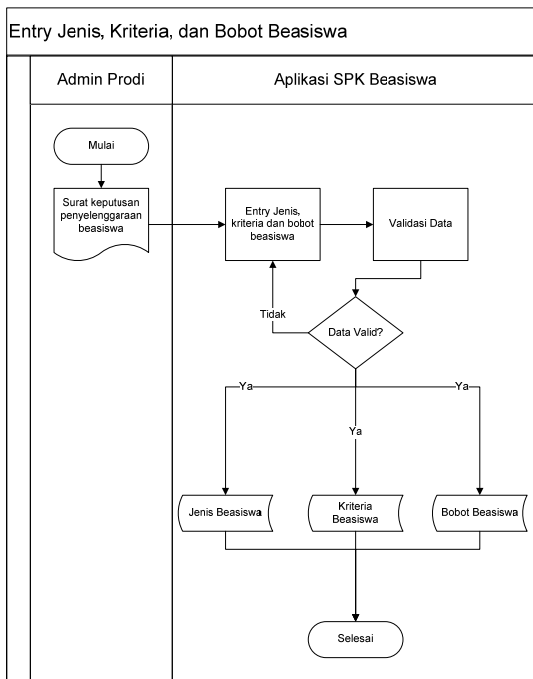 Entry Jenis, Kriteria, dan Bobot Beasiswa
Admin Prodi
Aplikasi SPK Beasiswa
Mulai
Surat keputusan
penyelenggaraan
beasiswa
Entry Jenis,
kriteria dan bobot
beasiswa
Validasi Data
Tidak
Data Valid?
Ya
Ya
Ya
Jenis Beasiswa
Kriteria
Beasiswa
Bobot Beasiswa
Selesai